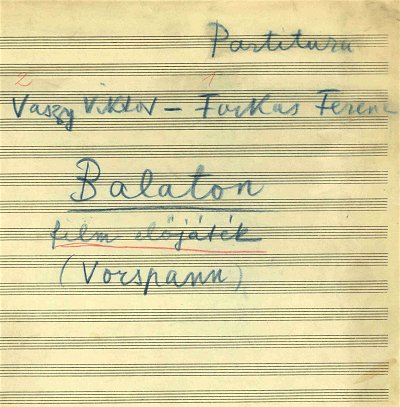 Partitura
2 1
Vaszy Viktor – Farkas Ferenc
Balaton
film előjáték
(Vorspann)